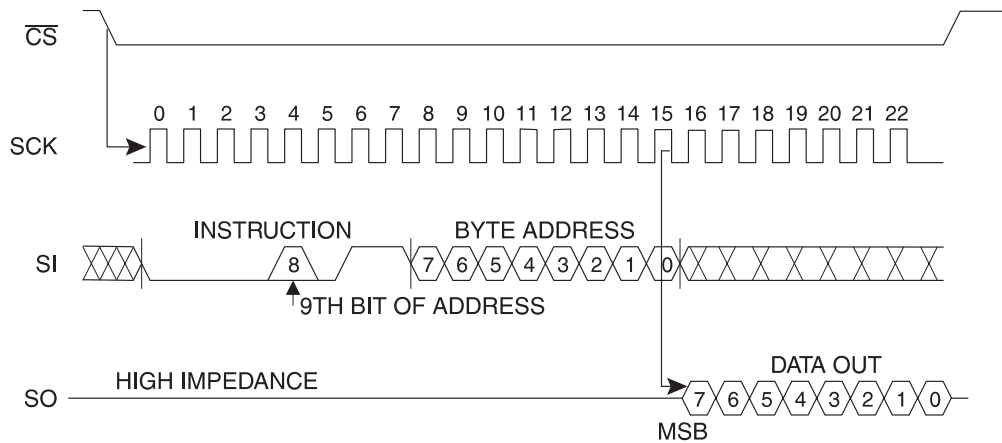 CS
0 1 2 3 4 5 6 7 8 9 10 11 12 13 14 15 16 17 18 19 20 21 22
SCK
INSTRUCTION BYTE ADDRESS
SI 8 7 6 5 4 3 2 1 0
9TH BIT OF ADDRESS
HIGH IMPEDANCE DATA OUT
SO 7 6 5 4 3 2 1 0
MSB